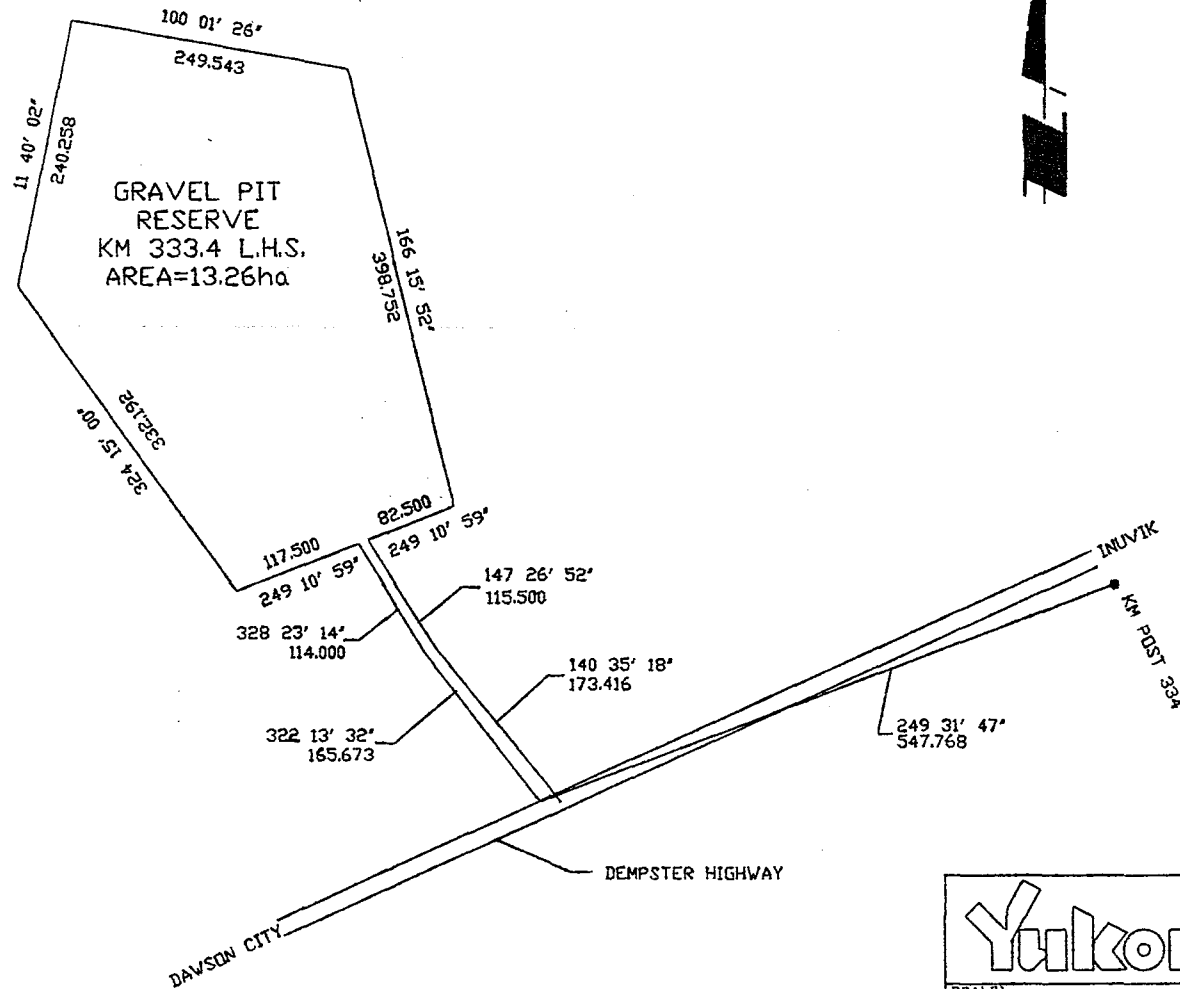 100 01' 26"
249.543
11 40' 02"
240.258
GRAVEL PIT
RESERVE
KM 333.4 L.H.S.
AREA=13.26ha
166 15' 52"
398.752
332.192
324 15' 00"
82.500
249 10' 59"
117.500
249 10' 59"
147 26' 52"
115.500
328 23' 14"
114.000
140 35' 18"
173.416
322 13' 32"
165.673
INUVIK
KM POST 334
249 31' 47"
547.768
DEMPSTER HIGHWAY
DAWSON CITY
Yukon